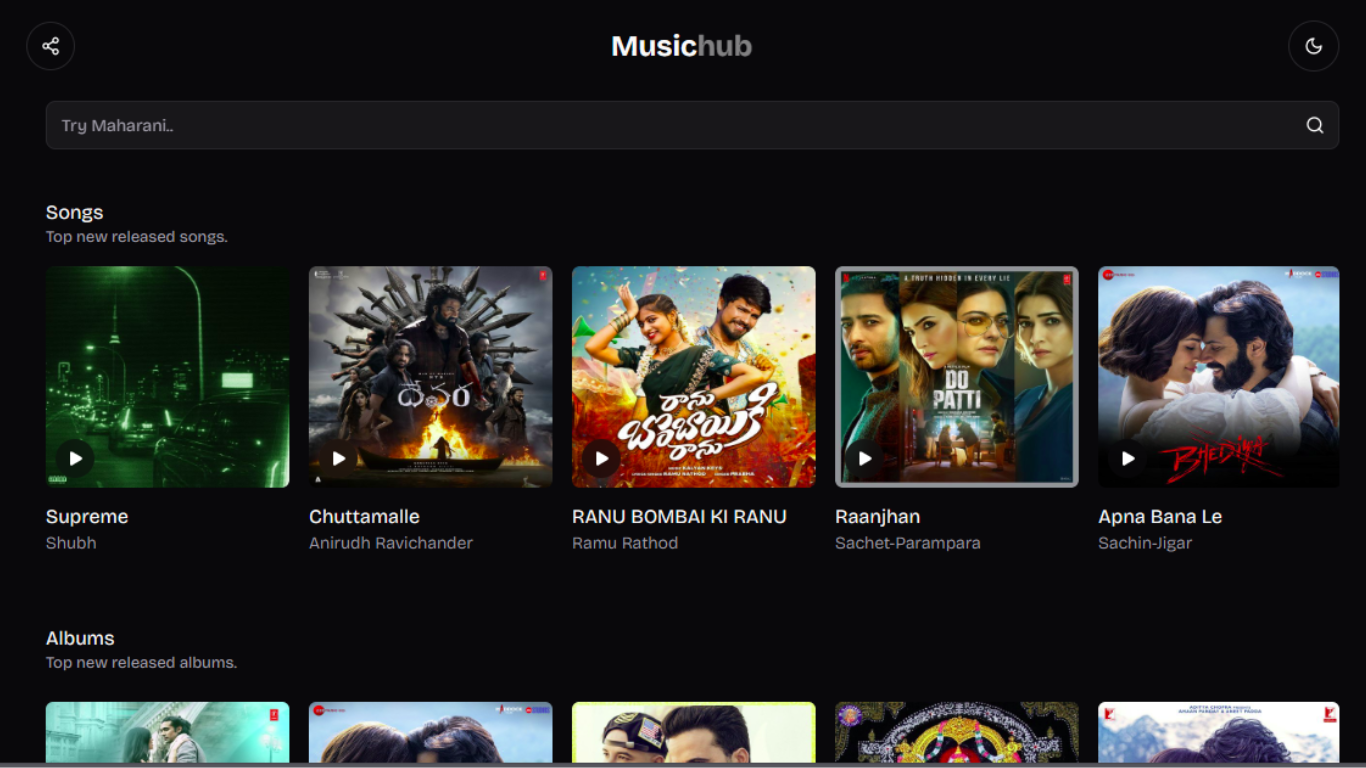 Musichub
Try Maharani..
Songs
Top new released songs.
దేవర
రాను
బొంబాయికి
రాను
A TRUTH HIDDEN IN EVERY LIE
DO
PATTI
BHEDIYA
Supreme
Chuttamalle
RANU BOMBAI KI RANU
Raanjhan
Apna Bana Le
Shubh
Anirudh Ravichander
Ramu Rathod
Sachet-Parampara
Sachin-Jigar
Albums
Top new released albums.